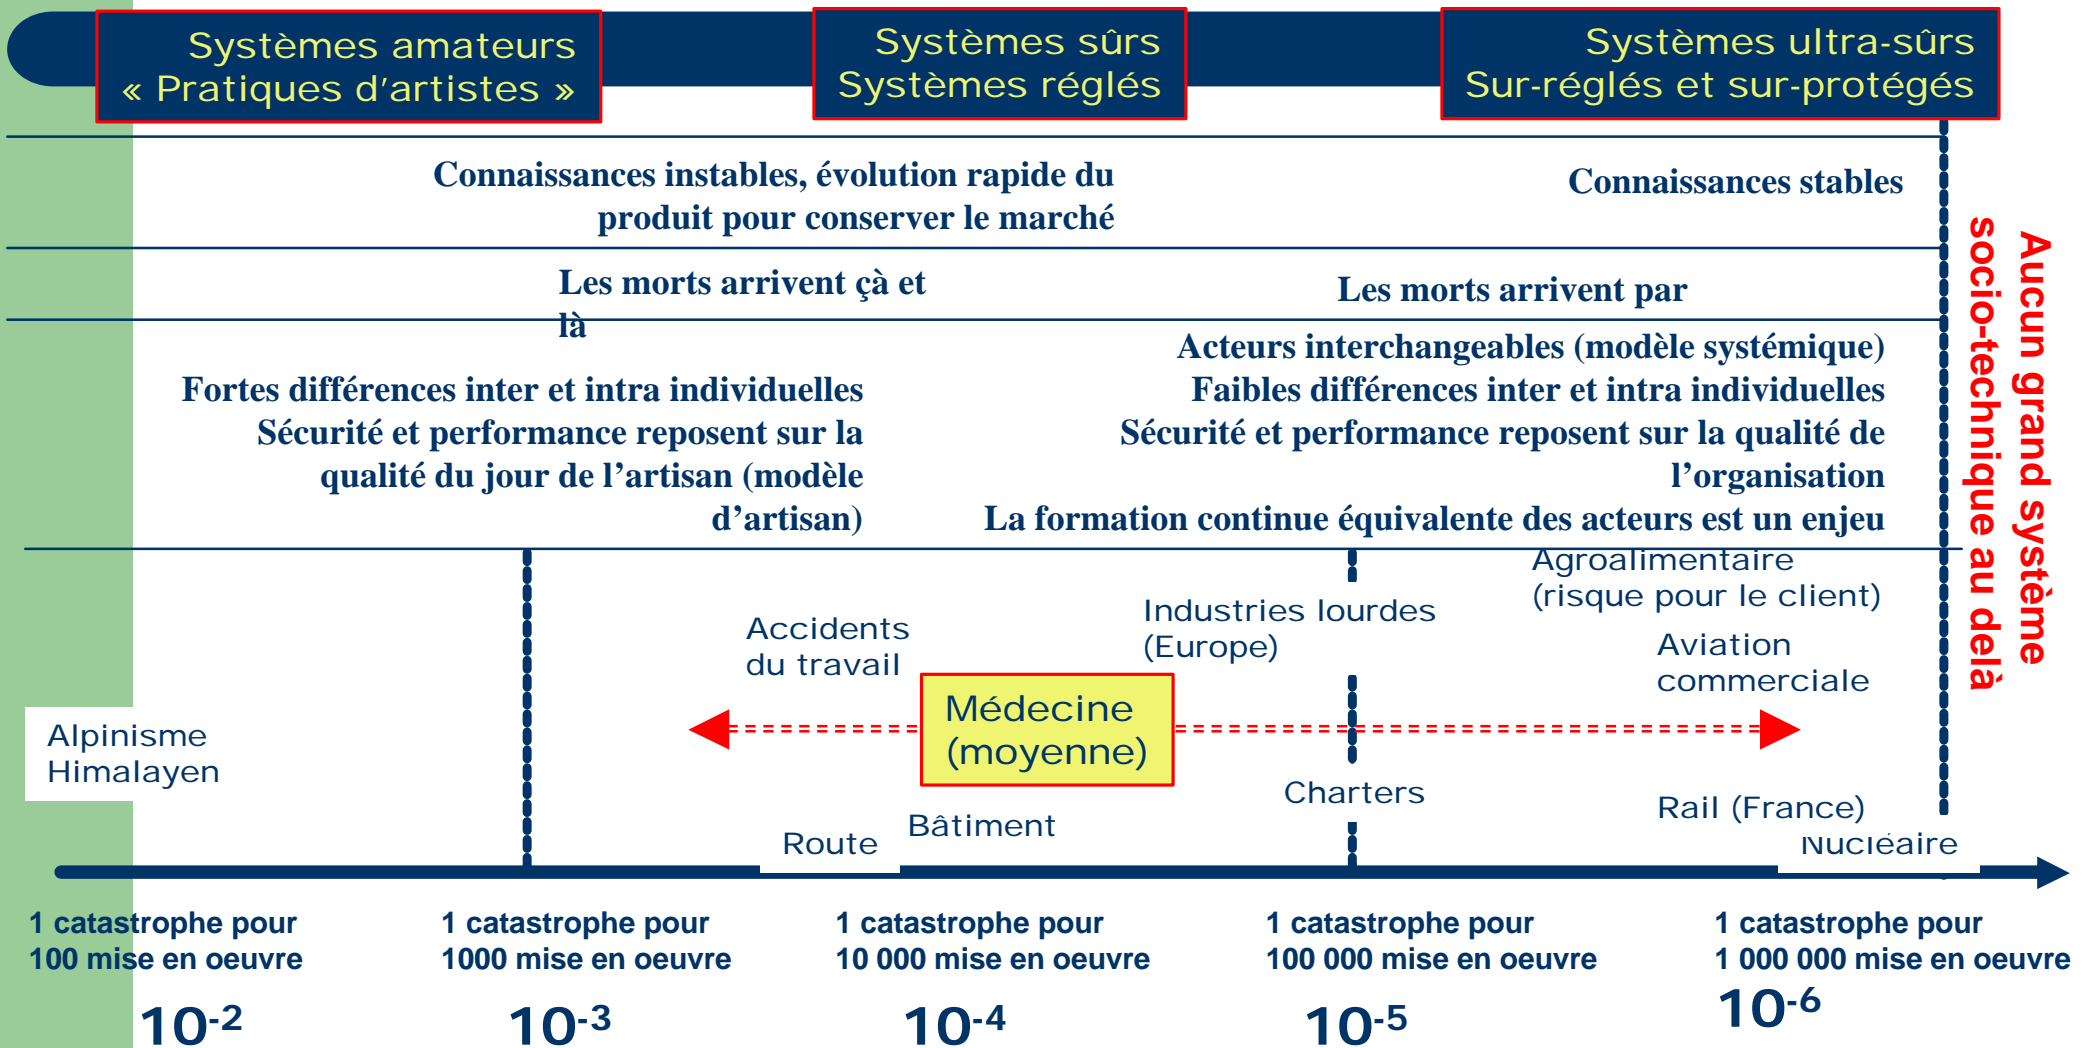 Systèmes amateurs
« Pratiques d'artistes »
Systèmes sûrs
Systèmes réglés
Systèmes ultra-sûrs
Sur-réglés et sur-protégés
Connaissances instables, évolution rapide du
produit pour conserver le marché
Connaissances stables
Les morts arrivent çà et
là
Les morts arrivent par
Fortes différences inter et intra individuelles
Sécurité et performance reposent sur la
qualité du jour de l’artisan (modèle
d’artisan)
Acteurs interchangeables (modèle systémique)
Faibles différences inter et intra individuelles
Sécurité et performance reposent sur la qualité de
l’organisation
La formation continue équivalente des acteurs est un enjeu
Aucun grand système
socio-technique au delà
Agroalimentaire
(risque pour le client)
Industries lourdes
(Europe)
Accidents
du travail
Aviation
commerciale
Médecine
(moyenne)
Alpinisme
Himalayen
Charters
Rail (France)
Bâtiment
Route
Nucléaire
1 catastrophe pour
100 mise en oeuvre
10-2
1 catastrophe pour
1000 mise en oeuvre
10-3
1 catastrophe pour
10 000 mise en oeuvre
10-4
1 catastrophe pour
100 000 mise en oeuvre
10-5
1 catastrophe pour
1 000 000 mise en oeuvre
10-6